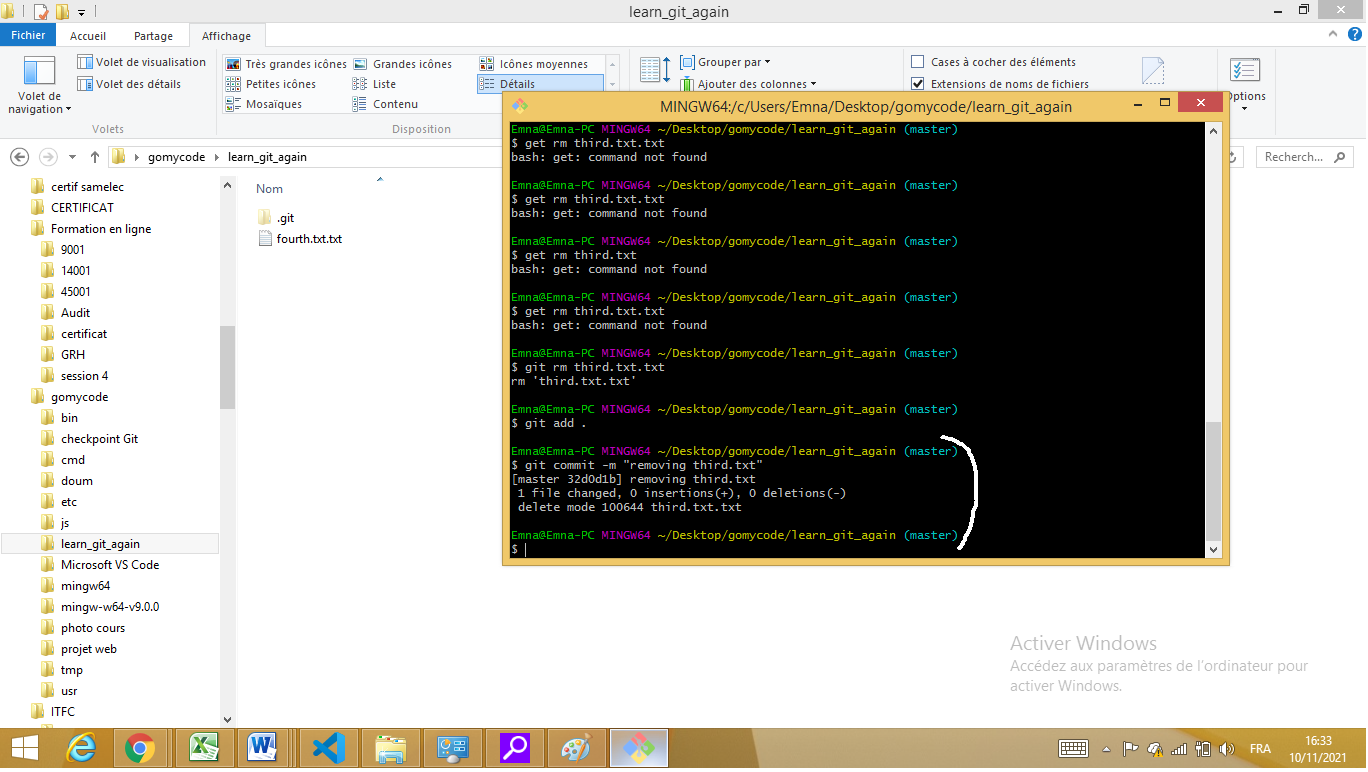 learn_git_again
Fichier
Accueil
Partage
Affichage
Volet de navigation
Volet de visualisation
Volet des détails
Volets
Très grandes icônes
Grandes icônes
Icônes moyennes
Petites icônes
Liste
Détails
Mosaïques
Contenu
Disposition
Grouper par
Ajouter des colonnes
Cases à cocher des éléments
Extensions de noms de fichiers
Options
gomycode
learn_git_again
Recherch...
certif samelec
CERTIFICAT
Formation en ligne
9001
14001
45001
Audit
certificat
GRH
session 4
gomycode
bin
checkpoint Git
cmd
doum
etc
js
learn_git_again
Microsoft VS Code
mingw64
mingw-w64-v9.0.0
photo cours
projet web
tmp
usr
ITFC
Nom
.git
fourth.txt.txt
MINGW64:/c/Users/Emna/Desktop/gomycode/learn_git_again
Emna@Emna-PC MINGW64 ~/Desktop/gomycode/learn_git_again (master)
$ get rm third.txt.txt
bash: get: command not found
Emna@Emna-PC MINGW64 ~/Desktop/gomycode/learn_git_again (master)
$ get rm third.txt.txt
bash: get: command not found
Emna@Emna-PC MINGW64 ~/Desktop/gomycode/learn_git_again (master)
$ get rm third.txt
bash: get: command not found
Emna@Emna-PC MINGW64 ~/Desktop/gomycode/learn_git_again (master)
$ get rm third.txt.txt
bash: get: command not found
Emna@Emna-PC MINGW64 ~/Desktop/gomycode/learn_git_again (master)
$ git rm third.txt.txt
rm 'third.txt.txt'
Emna@Emna-PC MINGW64 ~/Desktop/gomycode/learn_git_again (master)
$ git add .
Emna@Emna-PC MINGW64 ~/Desktop/gomycode/learn_git_again (master)
$ git commit -m "removing third.txt"
[master 32d0d1b] removing third.txt
1 file changed, 0 insertions(+), 0 deletions(-)
delete mode 100644 third.txt.txt
Emna@Emna-PC MINGW64 ~/Desktop/gomycode/learn_git_again (master)
$
Activer Windows
Accédez aux paramètres de l'ordinateur pour
activer Windows.
FRA
16:33
10/11/2021